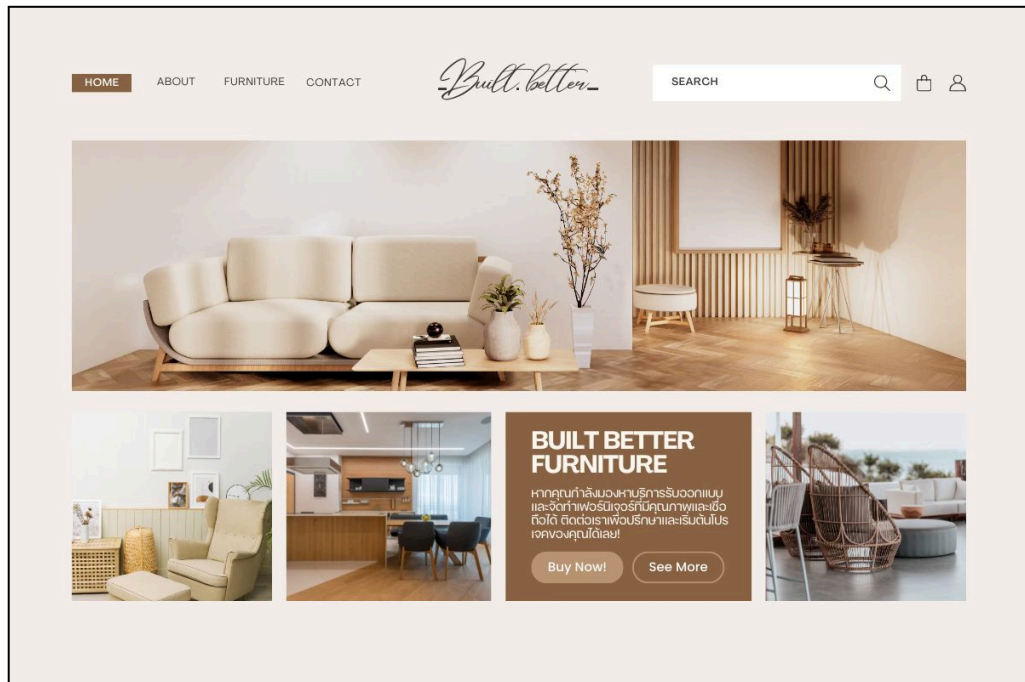 HOME
ABOUT
FURNITURE
CONTACT
Built.better
SEARCH
BUILT BETTER
FURNITURE
หากคุณกำลังมองหาบริการรับออกแบบ
และจัดทำเฟอร์นิเจอร์ที่มีคุณภาพและเชื่อ
ถือได้ ติดต่อเราเพื่อปรึกษาและเริ่มต้นโปร
เจคของคุณได้เลย!
Buy Now!
See More